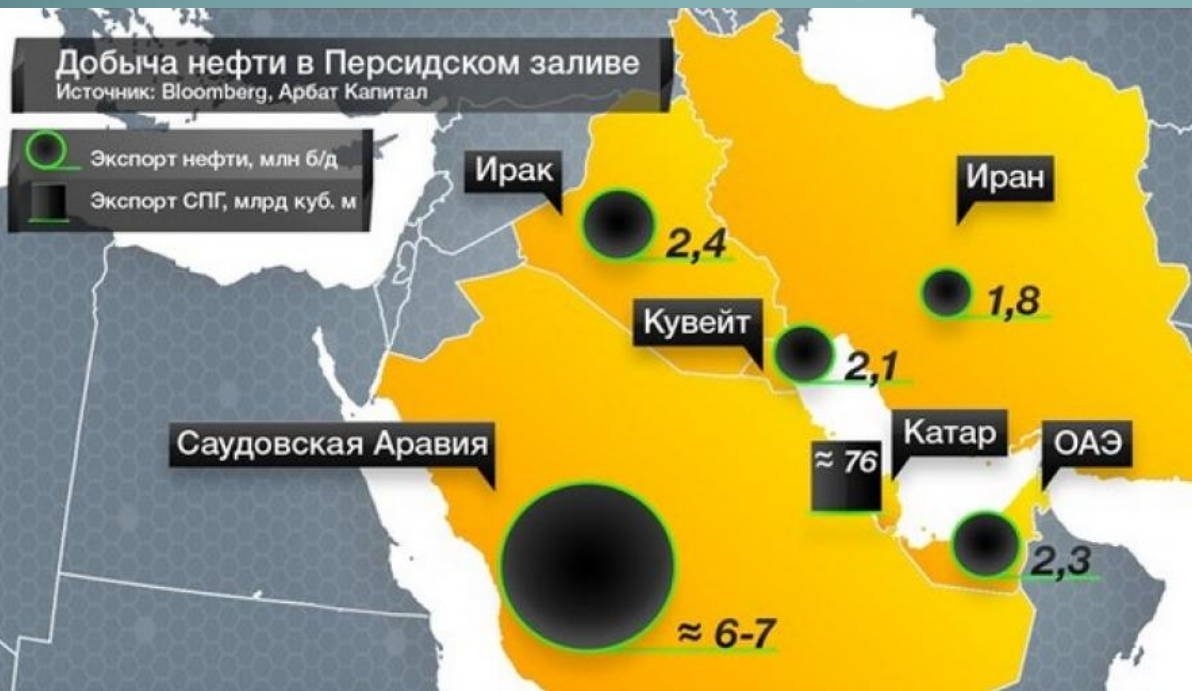 Добыча нефти в Персидском заливе
Источник: Bloomberg, Арбат Капитал
Экспорт нефти, млн б/д
Экспорт СПГ, млрд куб. м
Ирак
2,4
Иран
1,8
Кувейт
2,1
Саудовская Аравия
≈ 6-7
Катар
≈ 76
ОАЭ
2,3